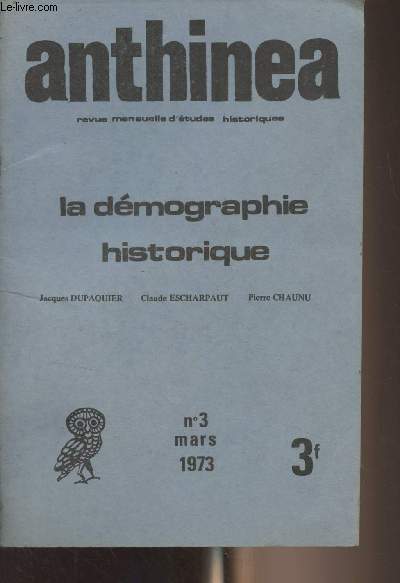 Le-livre.com
anthinea
revue mensuelle d'études historiques
la démographie
historique
Jacques DUPAQUIER Claude ESCHARPAUT Pierre CHAUNU
n°3
mars
1973
3f